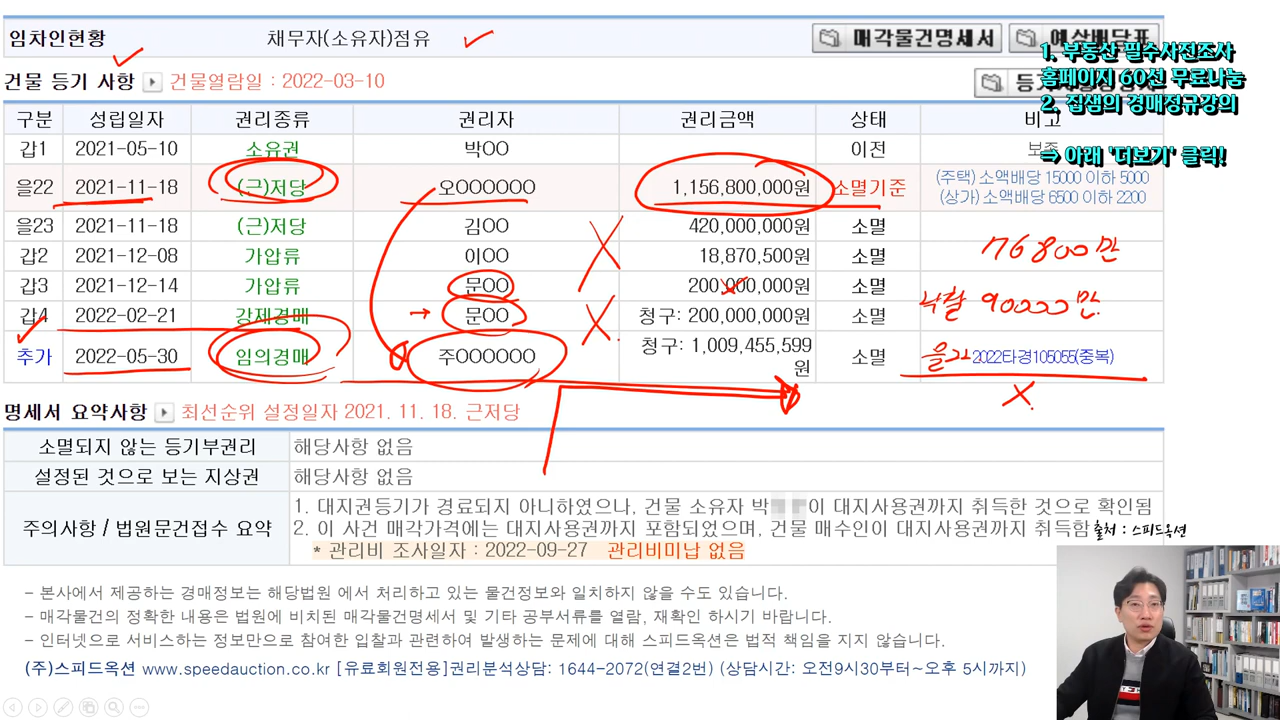 임차인현황 채무자(소유자)점유 매각물건명세서 예상배당표
1. 부동산 필수사전조사
홈페이지 60선 무료나눔
2. 집샘의 경매정규강의
⇒ 아래 '더보기' 클릭!
건물 등기 사항 건물열람일 : 2022-03-10
구분 성립일자 권리종류 권리자 권리금액 상태 비고
갑1 2021-05-10 소유권 박OO 이전 보존
을22 2021-11-18 (근)저당 오OOOOOO 1,156,800,000원 소멸기준 (주택) 소액배당 15000 이하 5000
(상가) 소액배당 6500 이하 2200
을23 2021-11-18 (근)저당 김OO 420,000,000원 소멸
갑2 2021-12-08 가압류 이OO 18,870,500원 소멸
76800만
갑3 2021-12-14 가압류 문OO 200,000,000원 소멸
낙찰 90000만
갑4 2022-02-21 강제경매 문OO 청구: 200,000,000원 소멸
추가 2022-05-30 임의경매 주OOOOOO 청구: 1,009,455,599원 소멸 2022타경105055(중복)
명세서 요약사항 최선순위 설정일자 2021. 11. 18. 근저당
소멸되지 않는 등기부권리 해당사항 없음
설정된 것으로 보는 지상권 해당사항 없음
주의사항 / 법원문건접수 요약
1. 대지권등기가 경료되지 아니하였으나, 건물 소유자 박 이 대지사용권까지 취득한 것으로 확인됨
2. 이 사건 매각가격에는 대지사용권까지 포함되었으며, 건물 매수인이 대지사용권까지 취득함
출처 : 스피드옥션
* 관리비 조사일자 : 2022-09-27 관리비미납 없음
- 본사에서 제공하는 경매정보는 해당법원 에서 처리하고 있는 물건정보와 일치하지 않을 수도 있습니다.
- 매각물건의 정확한 내용은 법원에 비치된 매각물건명세서 및 기타 공부서류를 열람, 재확인 하시기 바랍니다.
- 인터넷으로 서비스하는 정보만으로 참여한 입찰과 관련하여 발생하는 문제에 대해 스피드옥션은 법적 책임을 지지 않습니다.
(주)스피드옥션 www.speedauction.co.kr [유료회원전용]권리분석상담: 1644-2072(연결2번) (상담시간: 오전9시30부터~오후 5시까지)